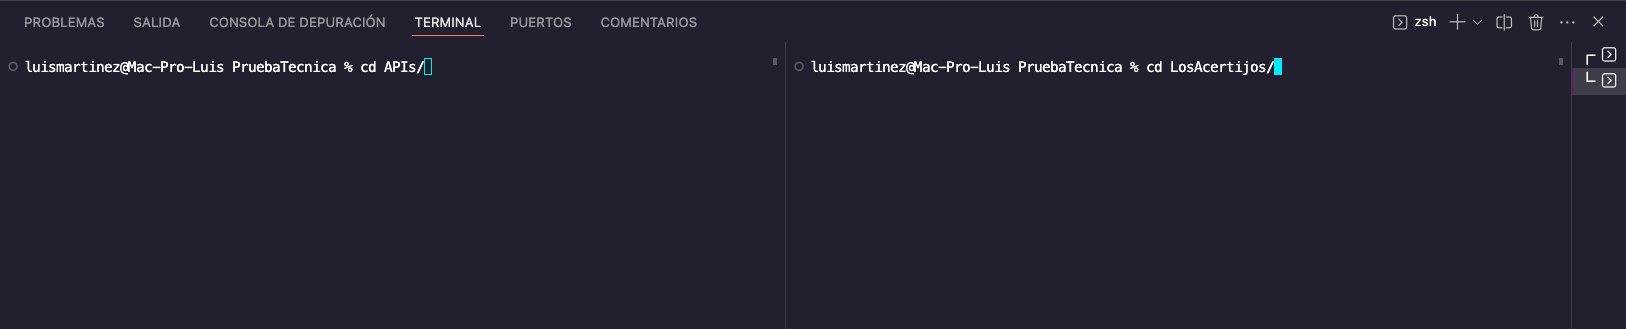 PROBLEMAS SALIDA CONSOLA DE DEPURACIÓN TERMINAL PUERTOS COMENTARIOS zsh
luismartinez@Mac-Pro-Luis PruebaTecnica % cd APIs/
luismartinez@Mac-Pro-Luis PruebaTecnica % cd LosAcertijos/